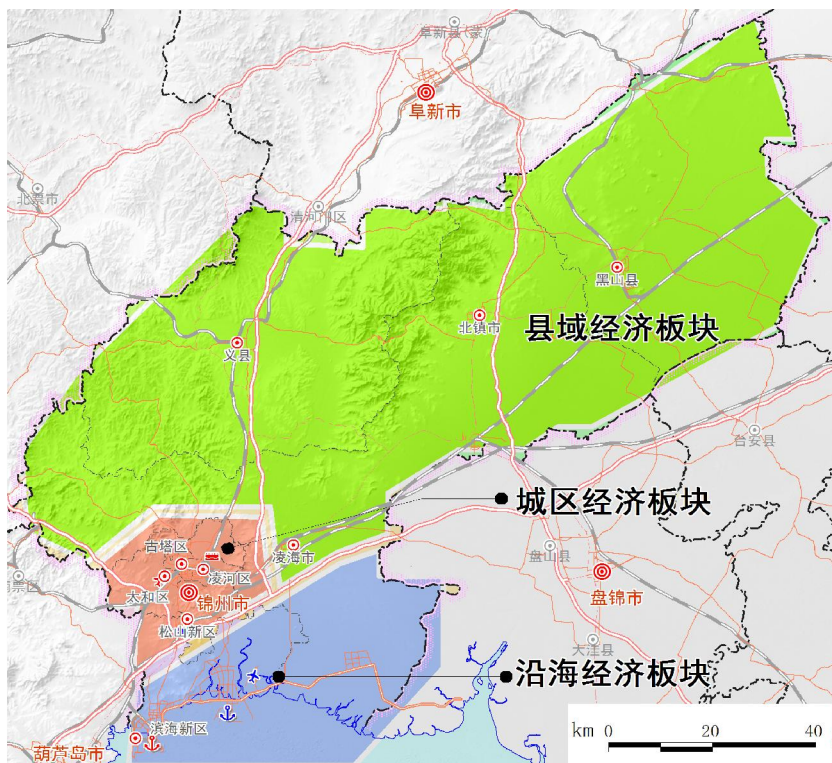 阜新县(蒙)
阜新市
北票市
清河门区
黑山县
北镇市
县域经济板块
义县
台安县
城区经济板块
古塔区
凌海市
盘山县
凌河区
太和区
盘锦市
锦州市
松山新区
大洼县
沿海经济板块
滨海新区
葫芦岛市
km 0 20 40